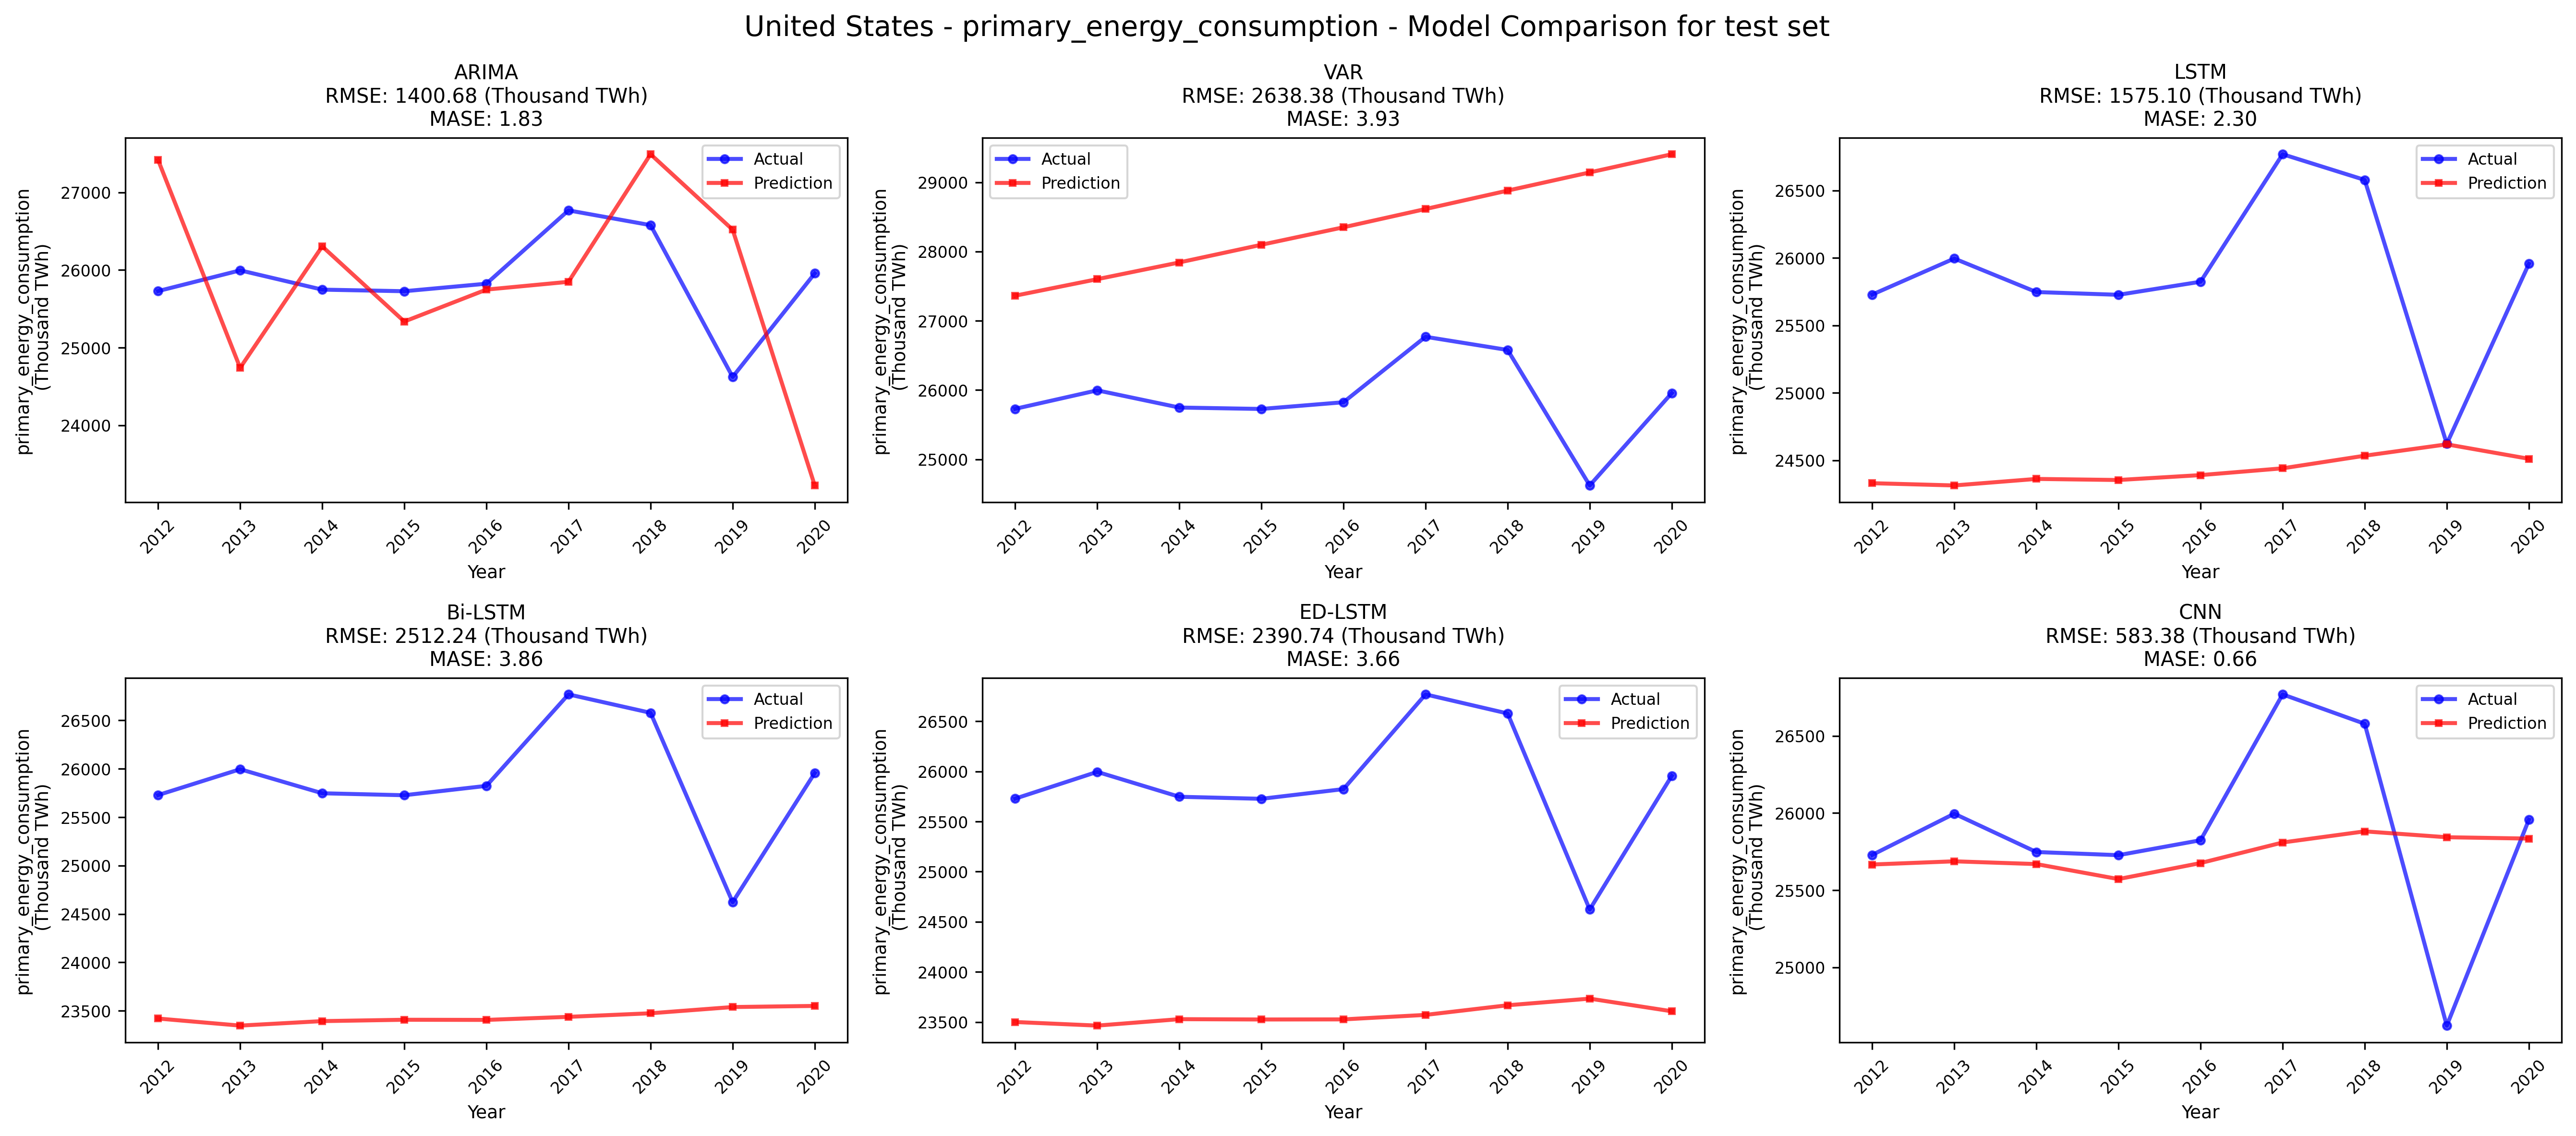 United States - primary_energy_consumption - Model Comparison for test set
ARIMA
RMSE: 1400.68 (Thousand TWh)
MASE: 1.83
primary_energy_consumption
(Thousand TWh)
27000
26000
25000
24000
Actual
Prediction
2012
2013
2014
2015
2016
2017
2018
2019
2020
Year
VAR
RMSE: 2638.38 (Thousand TWh)
MASE: 3.93
primary_energy_consumption
(Thousand TWh)
29000
28000
27000
26000
25000
Actual
Prediction
2012
2013
2014
2015
2016
2017
2018
2019
2020
Year
LSTM
RMSE: 1575.10 (Thousand TWh)
MASE: 2.30
primary_energy_consumption
(Thousand TWh)
26500
26000
25500
25000
24500
Actual
Prediction
2012
2013
2014
2015
2016
2017
2018
2019
2020
Year
Bi-LSTM
RMSE: 2512.24 (Thousand TWh)
MASE: 3.86
primary_energy_consumption
(Thousand TWh)
26500
26000
25500
25000
24500
24000
23500
Actual
Prediction
2012
2013
2014
2015
2016
2017
2018
2019
2020
Year
ED-LSTM
RMSE: 2390.74 (Thousand TWh)
MASE: 3.66
primary_energy_consumption
(Thousand TWh)
26500
26000
25500
25000
24500
24000
23500
Actual
Prediction
2012
2013
2014
2015
2016
2017
2018
2019
2020
Year
CNN
RMSE: 583.38 (Thousand TWh)
MASE: 0.66
primary_energy_consumption
(Thousand TWh)
26500
26000
25500
25000
Actual
Prediction
2012
2013
2014
2015
2016
2017
2018
2019
2020
Year